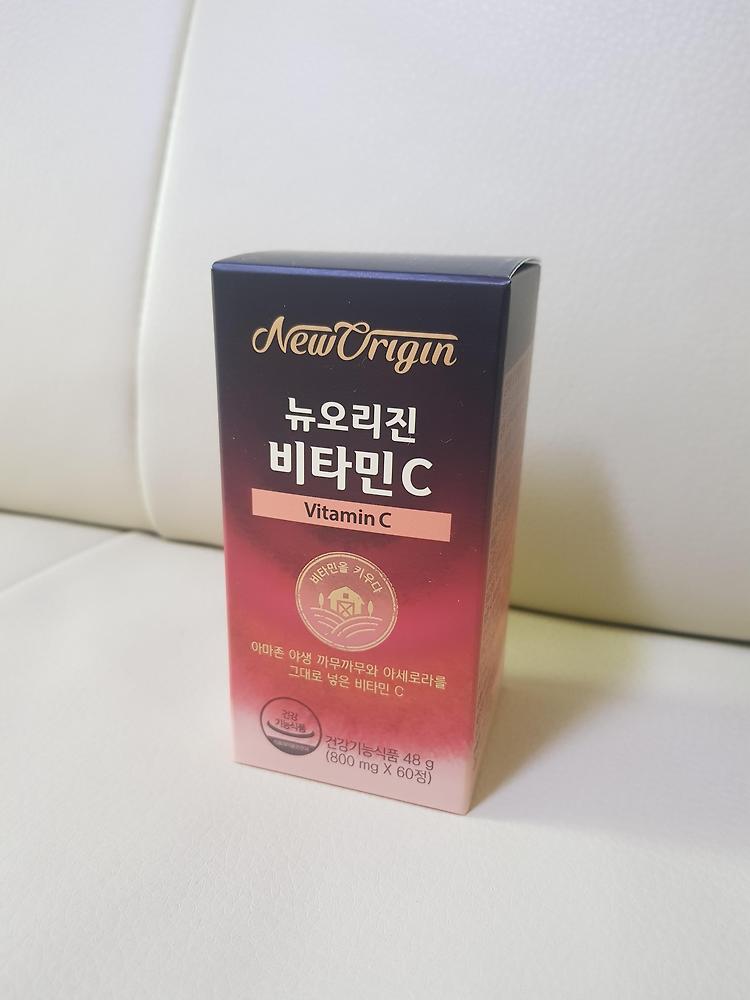 NewOrigin
뉴오리진
비타민C
Vitamin C
비타민을 키우다
아마존 야생 까무까무와 아세로라를
그대로 넣은 비타민 C
건강
기능식품
건강기능식품 48 g
(800 mg X 60정)